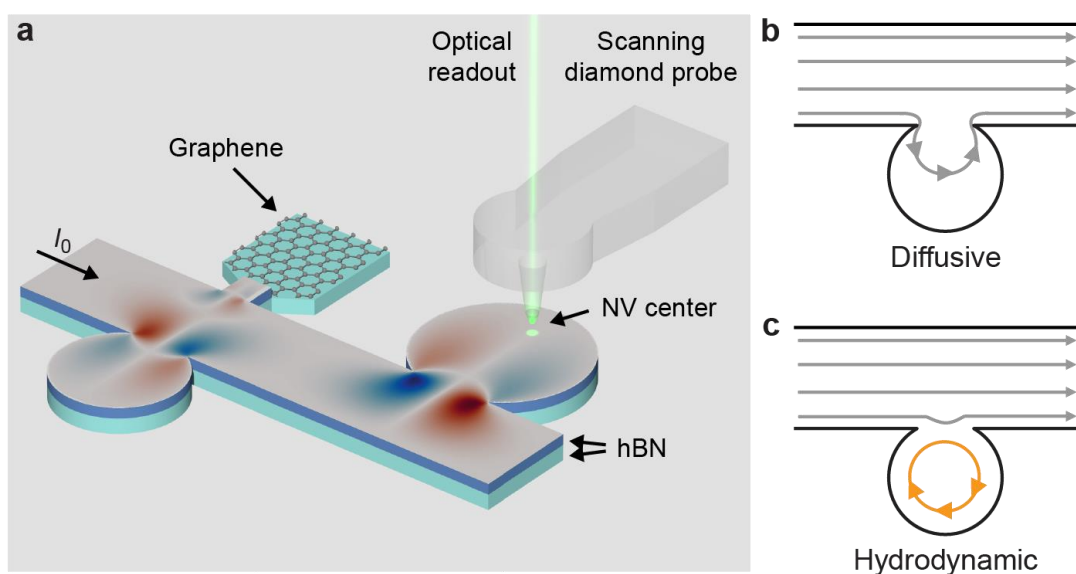 a
Optical
readout
Scanning
diamond probe
Graphene
I0
NV center
hBN
b
Diffusive
c
Hydrodynamic